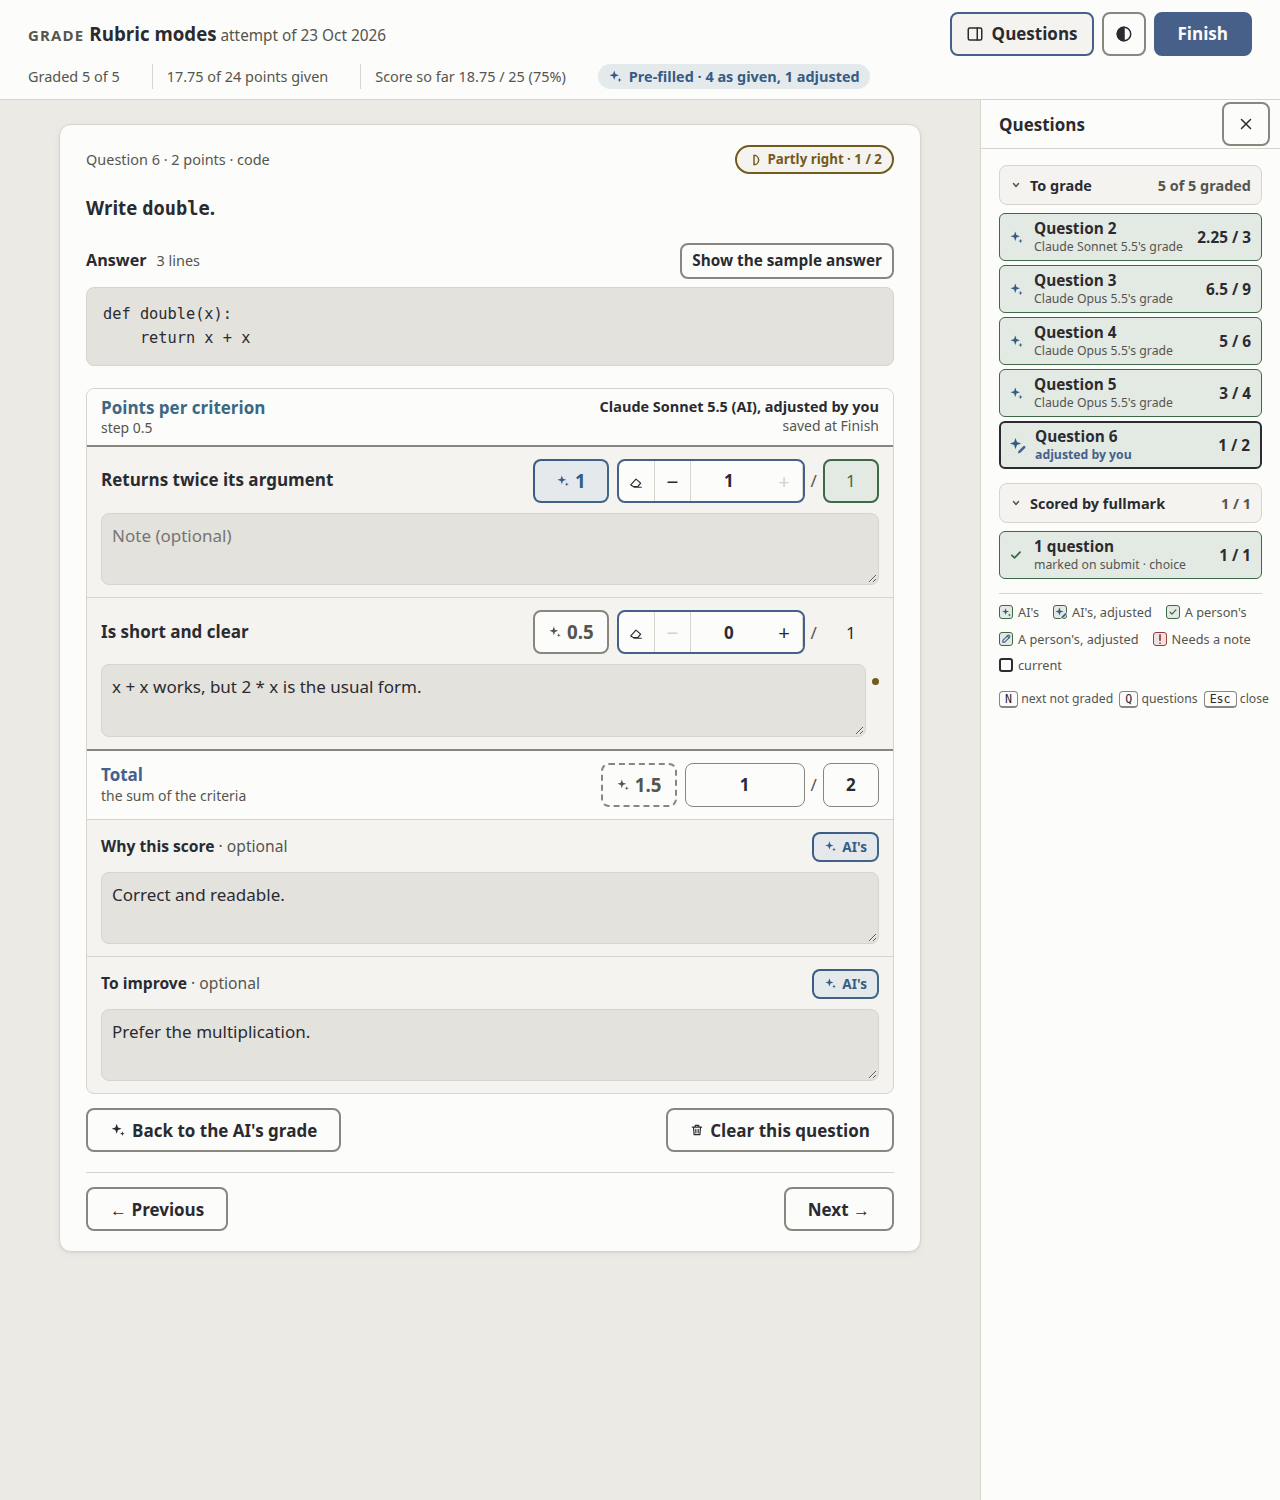 GRADE Rubric modes attempt of 23 Oct 2026
Questions
Finish
Graded 5 of 5
17.75 of 24 points given
Score so far 18.75 / 25 (75%)
Pre-filled · 4 as given, 1 adjusted
Question 6 · 2 points · code
Partly right · 1 / 2
Write double.
Answer 3 lines
Show the sample answer
def double(x):
    return x + x
Points per criterion
step 0.5
Claude Sonnet 5.5 (AI), adjusted by you
saved at Finish
Returns twice its argument
1
− 1 + / 1
Note (optional)
Is short and clear
0.5
− 0 + / 1
x + x works, but 2 * x is the usual form.
Total
the sum of the criteria
1.5
1 / 2
Why this score · optional
AI's
Correct and readable.
To improve · optional
AI's
Prefer the multiplication.
Back to the AI's grade
Clear this question
← Previous
Next →
Questions
To grade
5 of 5 graded
Question 2
Claude Sonnet 5.5's grade
2.25 / 3
Question 3
Claude Opus 5.5's grade
6.5 / 9
Question 4
Claude Opus 5.5's grade
5 / 6
Question 5
Claude Opus 5.5's grade
3 / 4
Question 6
adjusted by you
1 / 2
Scored by fullmark
1 / 1
1 question
marked on submit · choice
1 / 1
AI's
AI's, adjusted
A person's
A person's, adjusted
Needs a note
current
N next not graded Q questions Esc close